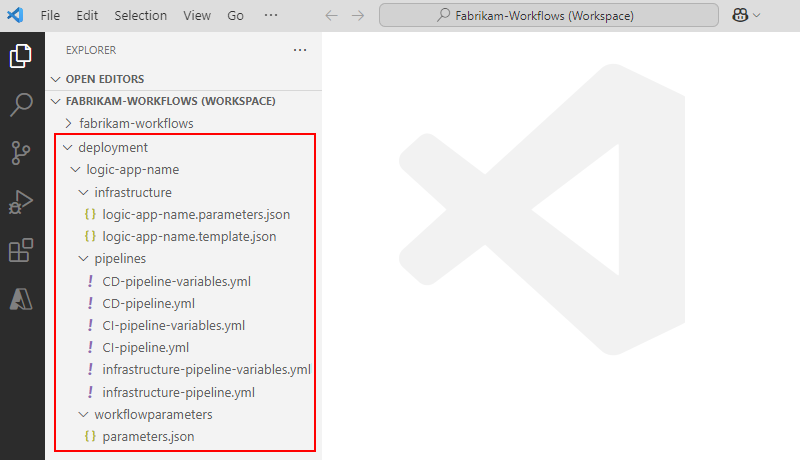 File Edit Selection View Go ··· Fabrikam-Workflows (Workspace)
EXPLORER ···
OPEN EDITORS
FABRIKAM-WORKFLOWS (WORKSPACE)
fabrikam-workflows
deployment
logic-app-name
infrastructure
{} logic-app-name.parameters.json
{} logic-app-name.template.json
pipelines
! CD-pipeline-variables.yml
! CD-pipeline.yml
! CI-pipeline-variables.yml
! CI-pipeline.yml
! infrastructure-pipeline-variables.yml
! infrastructure-pipeline.yml
workflowparameters
{} parameters.json